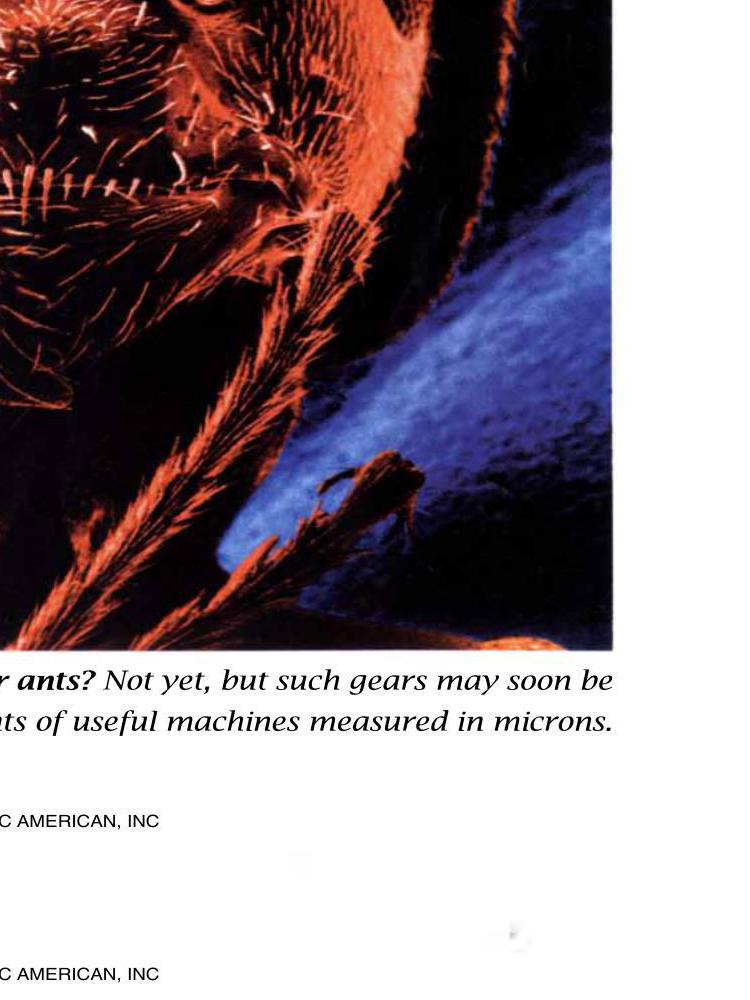 r ants? Not yet, but such gears may soon be
nts of useful machines measured in microns.
C AMERICAN, INC
C AMERICAN, INC